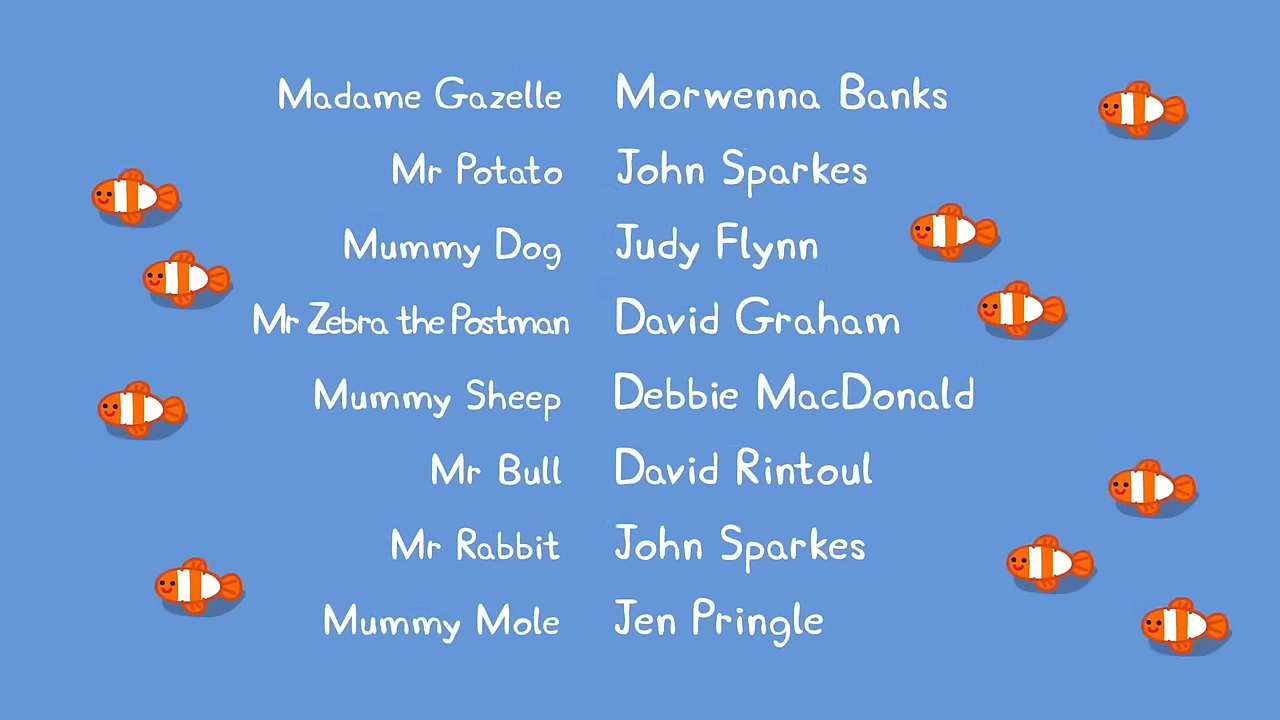 Madame Gazelle Morwenna Banks
Mr Potato John Sparkes
Mummy Dog Judy Flynn
Mr Zebra the Postman David Graham
Mummy Sheep Debbie MacDonald
Mr Bull David Rintoul
Mr Rabbit John Sparkes
Mummy Mole Jen Pringle